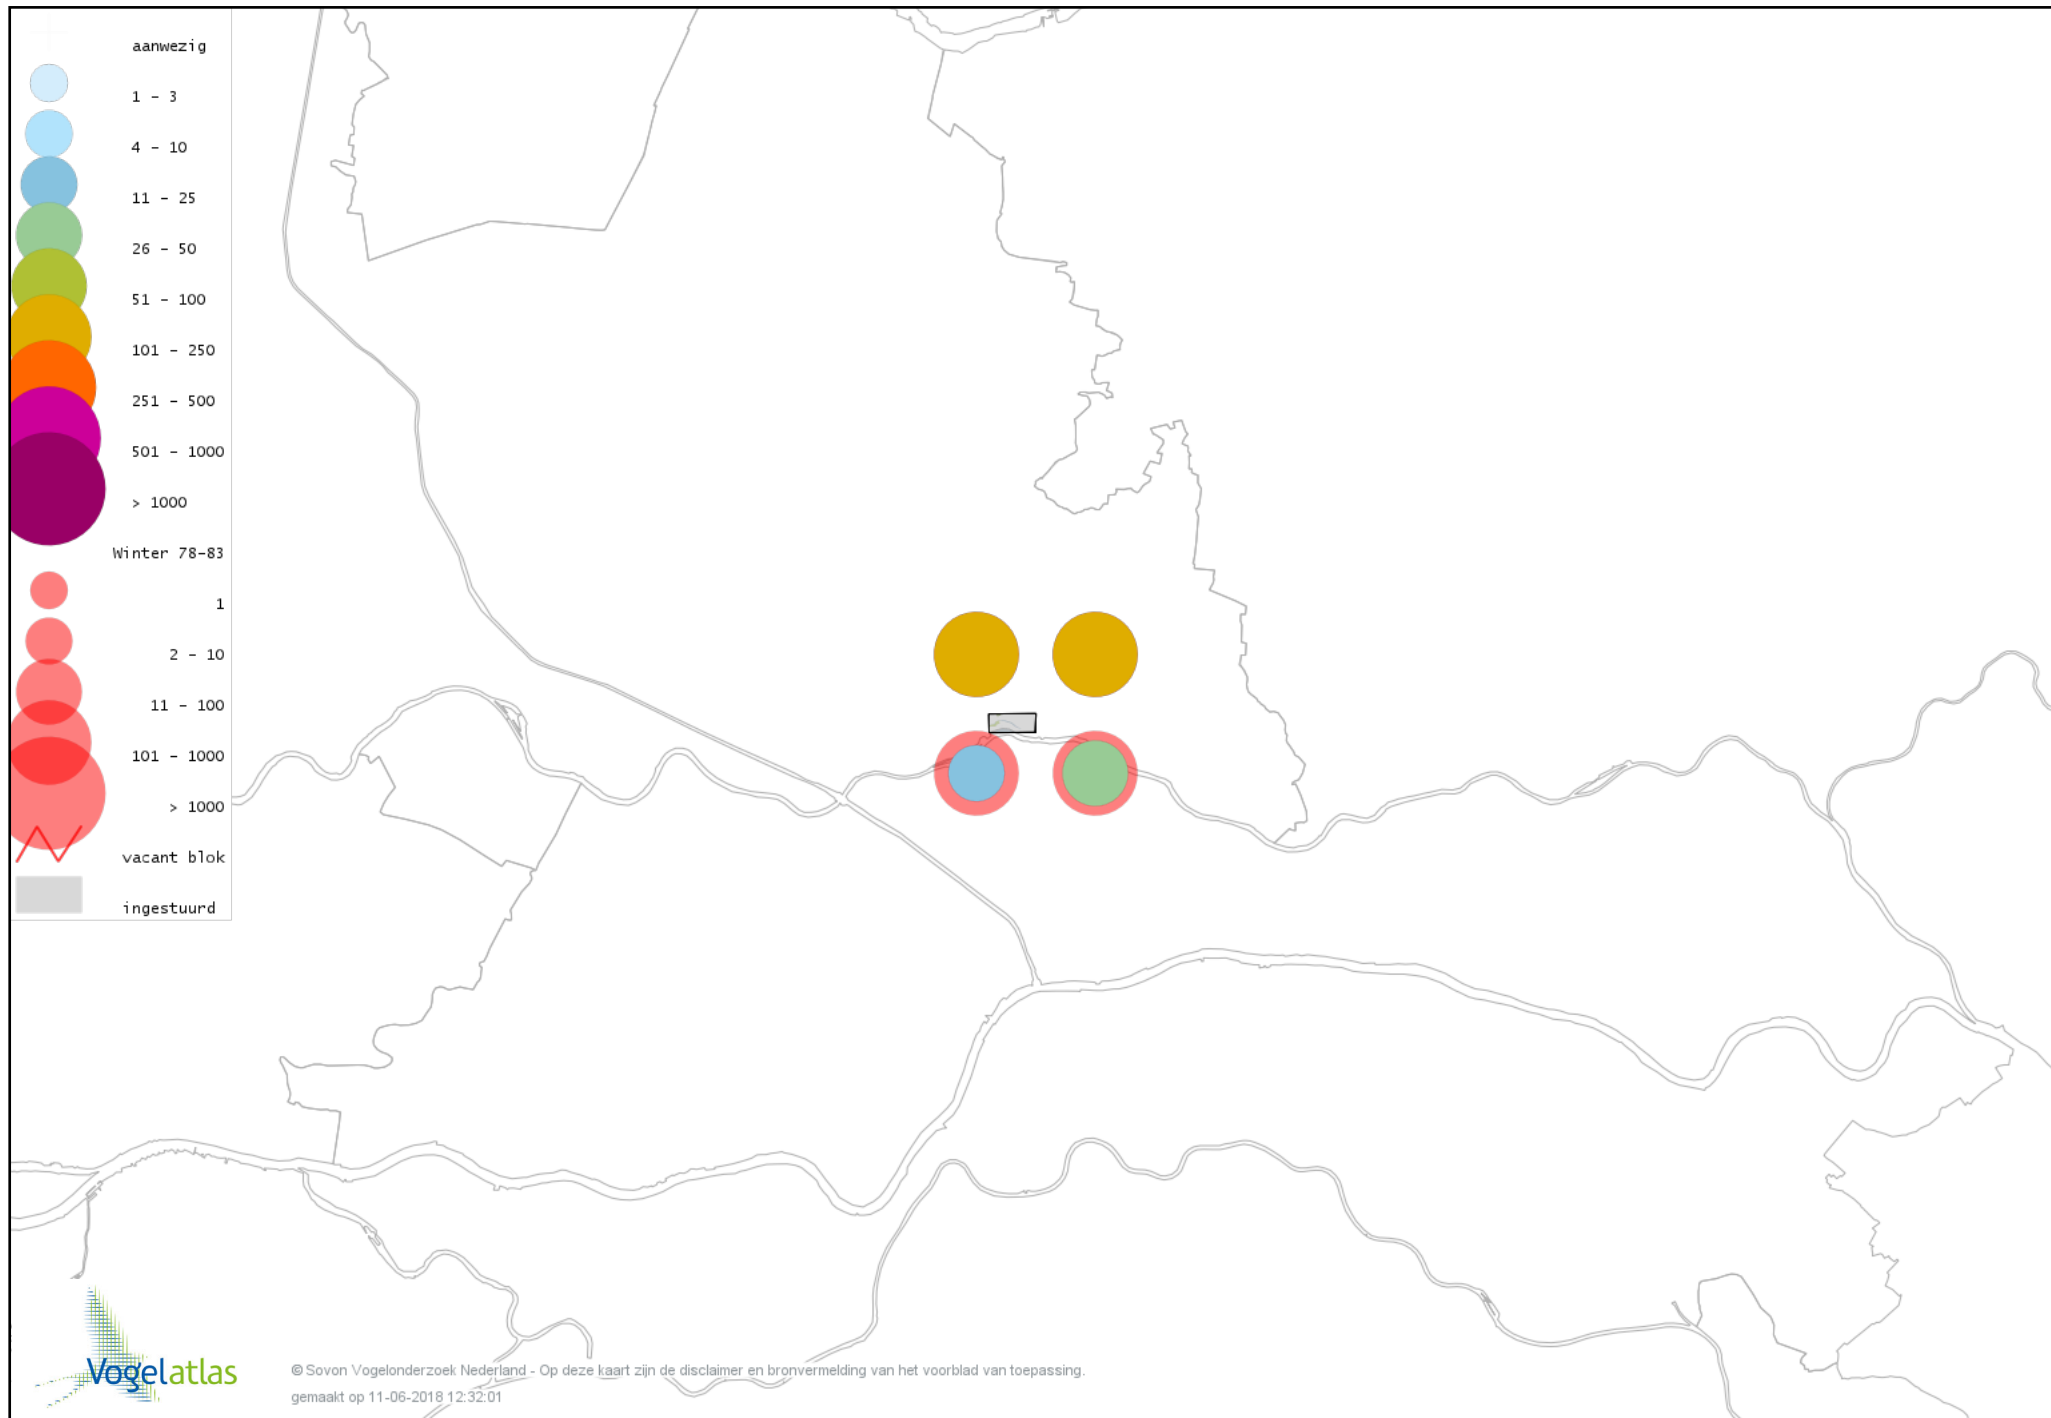 aanwezig
1 - 3
4 - 10
11 - 25
26 - 50
51 - 100
101 - 250
251 - 500
501 - 1000
> 1000
Winter 78-83
1
2 - 10
11 - 100
101 - 1000
> 1000
vacant blok
ingestuurd
Vogelatlas
© Sovon Vogelonderzoek Nederland - Op deze kaart zijn de disclaimer en bronvermelding van het voorblad van toepassing.
gemaakt op 11-06-2018 12:32:01